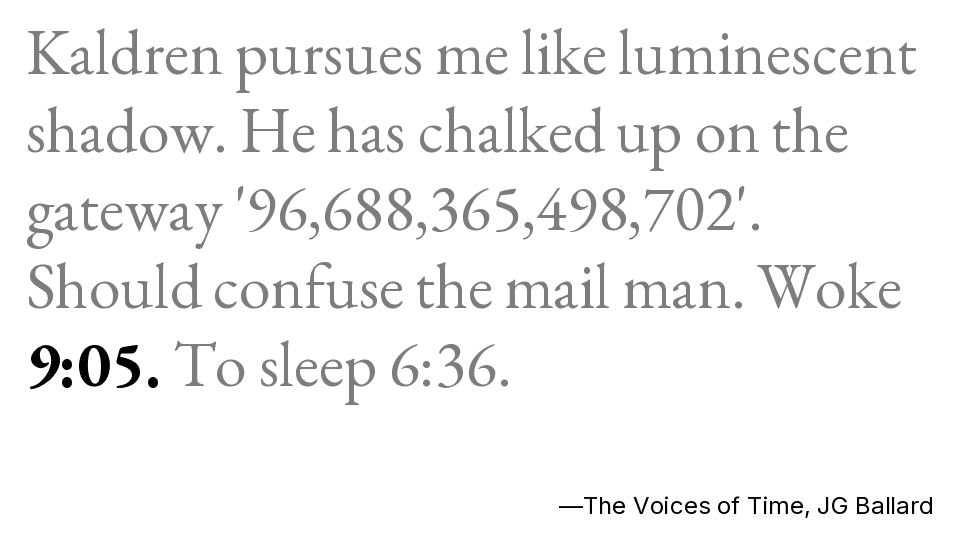 Kaldren pursues me like luminescent
shadow. He has chalked up on the
gateway '96,688,365,498,702'.
Should confuse the mail man. Woke
9:05. To sleep 6:36.
—The Voices of Time, JG Ballard